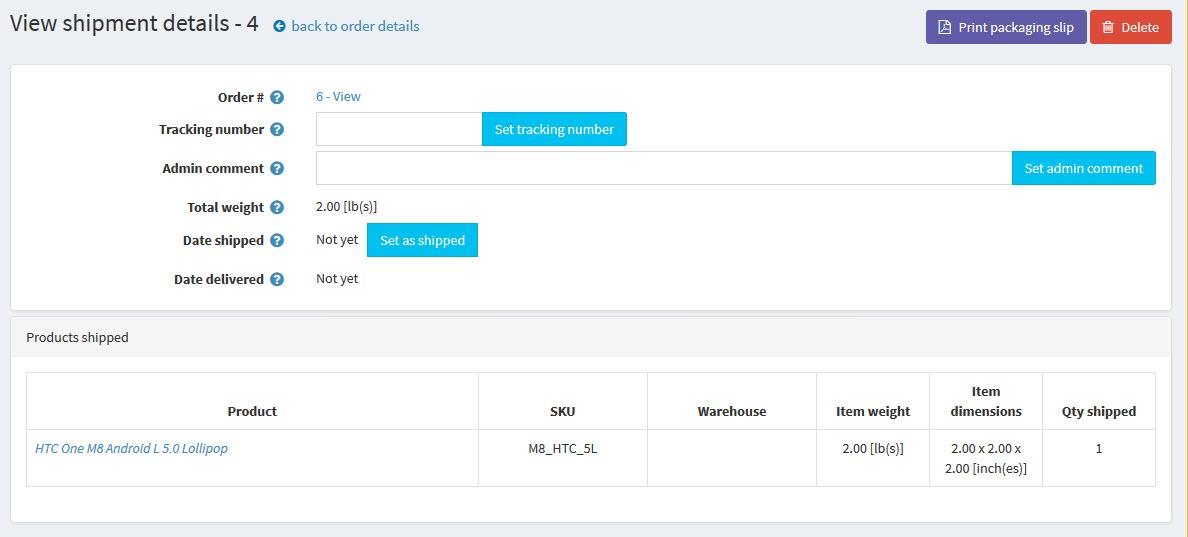 View shipment details - 4 back to order details Print packaging slip Delete
Order # 6 - View
Tracking number Set tracking number
Admin comment Set admin comment
Total weight 2.00 [lb(s)]
Date shipped Not yet Set as shipped
Date delivered Not yet
Products shipped
Product SKU Warehouse Item weight Item dimensions Qty shipped
HTC One M8 Android L 5.0 Lollipop M8_HTC_5L 2.00 [lb(s)] 2.00 x 2.00 x 2.00 [inch(es)] 1